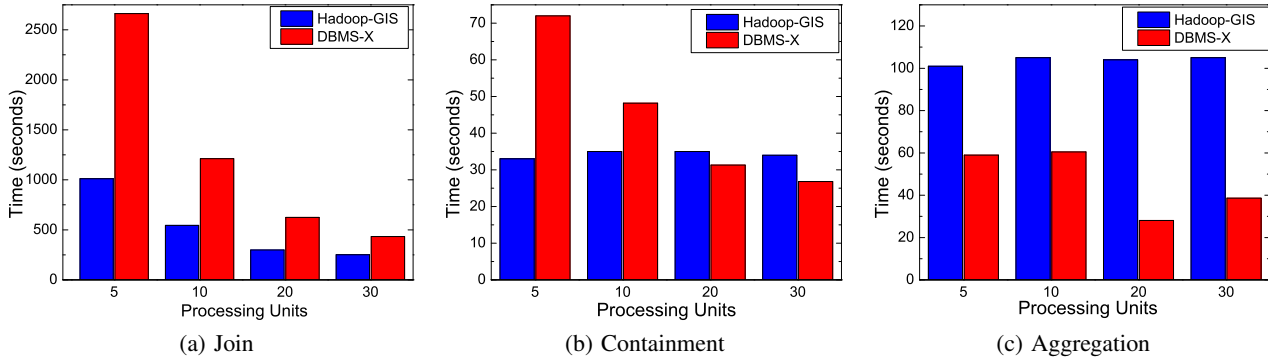 Time (seconds)
2500
2000
1500
1000
500
0
Hadoop-GIS
DBMS-X
5 10 20 30
Processing Units
(a) Join
Time (seconds)
70
60
50
40
30
20
10
0
Hadoop-GIS
DBMS-X
5 10 20 30
Processing Units
(b) Containment
Time (seconds)
120
100
80
60
40
20
0
Hadoop-GIS
DBMS-X
5 10 20 30
Processing Units
(c) Aggregation